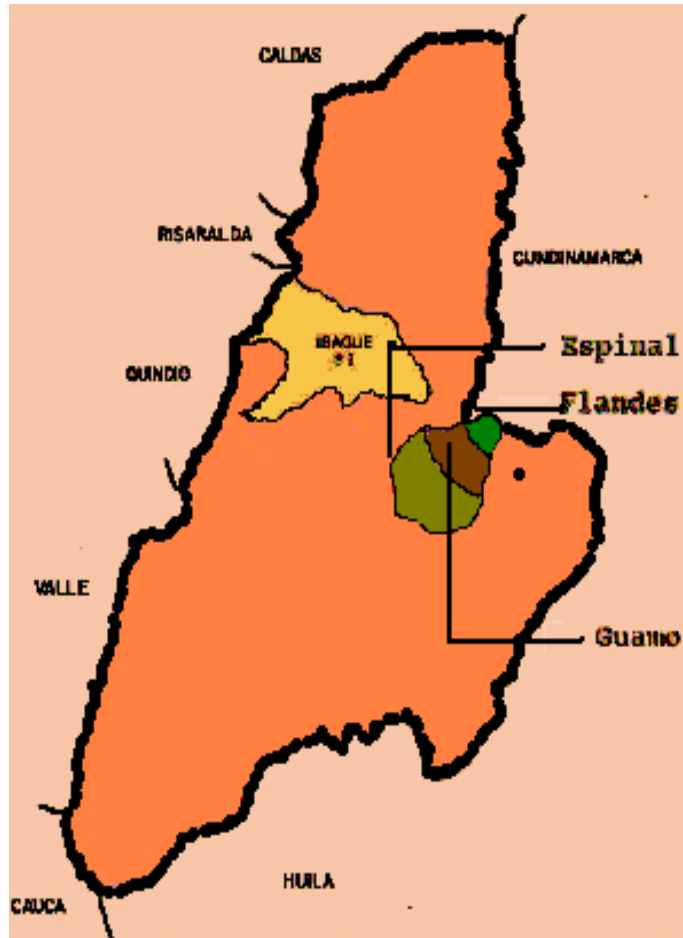 CALDAS
RISARALDA
CUNDINAMARCA
IBAGUE
Espinal
QUINDIO
Flandes
VALLE
Guamo
HUILA
CAUCA